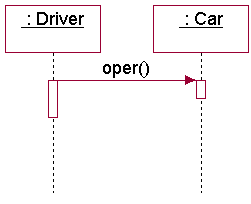 : Driver
: Car
oper()